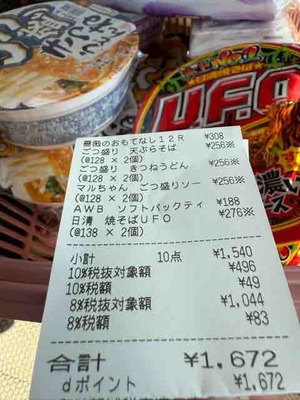 U.F.O.
薔薇のおもてなし12R ¥308
ごつ盛り 天ぷらそば ¥256※
(@128 × 2個)
ごつ盛り きつねうどん ¥256※
(@128 × 2個)
マルちゃん ごつ盛りソー ¥256※
(@128 × 2個)
AWB ソフトパックティ ¥188
日清 焼そばUFO ¥276※
(@138 × 2個)
小計 10点 ¥1,540
10%税抜対象額 ¥496
10%税額 ¥49
8%税抜対象額 ¥1,044
8%税額 ¥83
合計 ¥1,672
dポイント ¥1,672